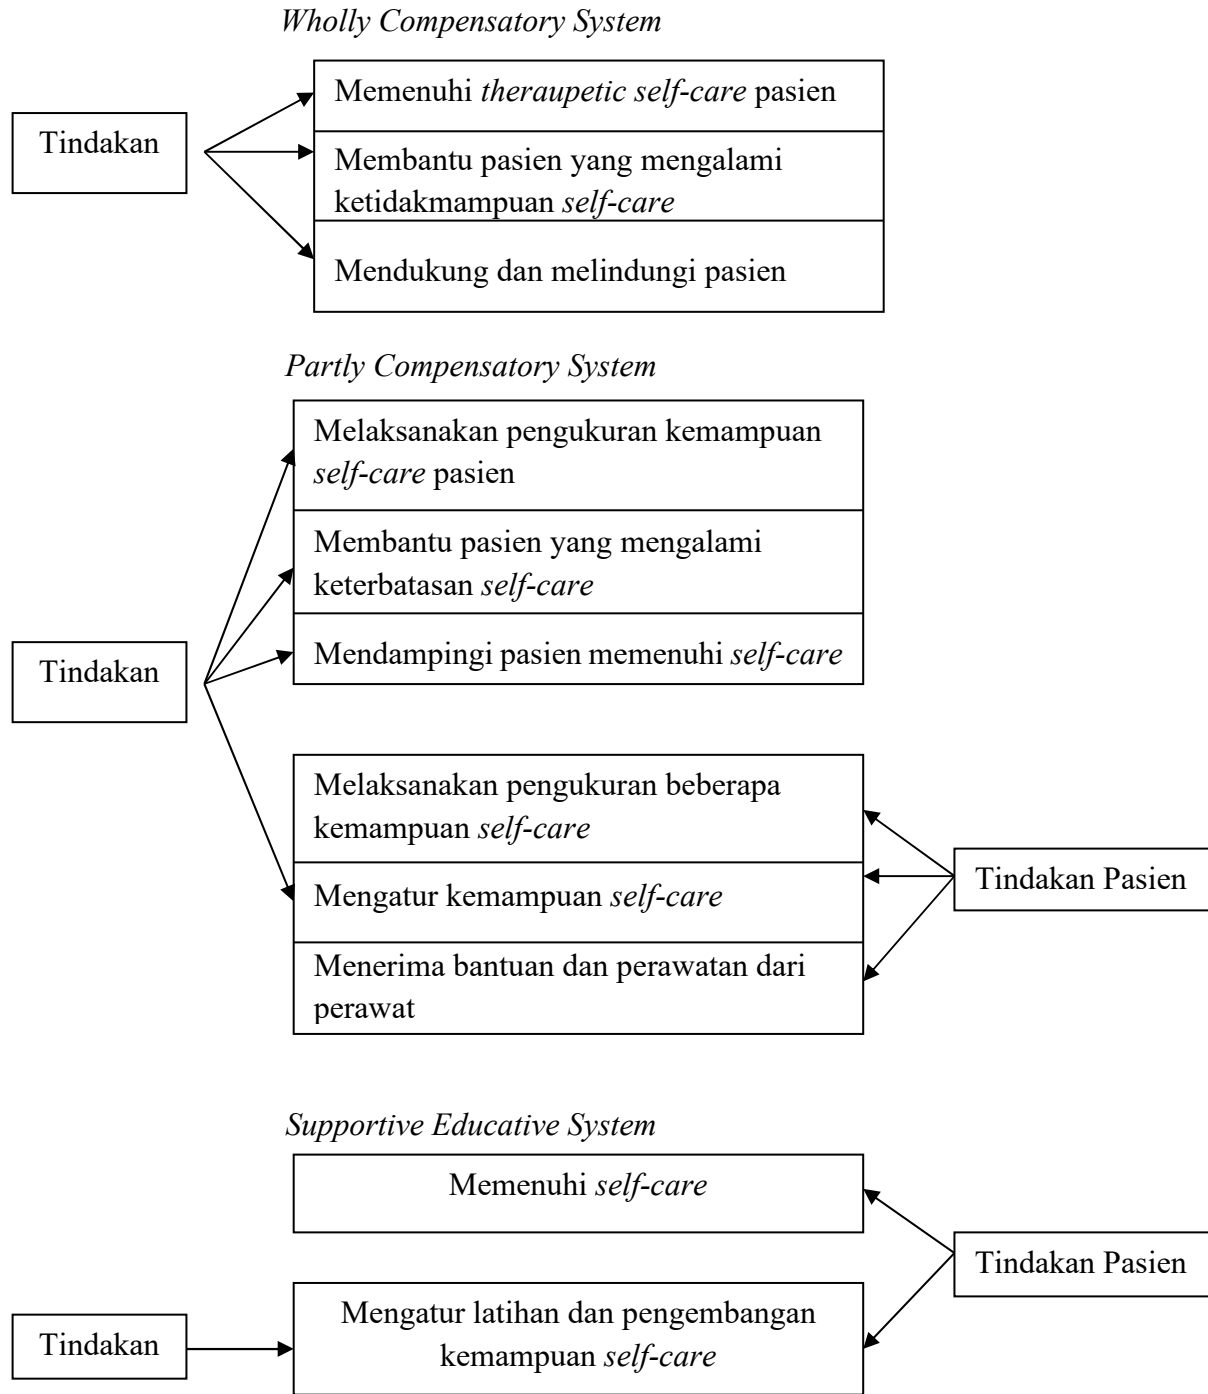 Wholly Compensatory System
Memenuhi theraupetic self-care pasien
Tindakan
Membantu pasien yang mengalami
ketidakmampuan self-care
Mendukung dan melindungi pasien
Partly Compensatory System
Melaksanakan pengukuran kemampuan
self-care pasien
Membantu pasien yang mengalami
keterbatasan self-care
Mendampingi pasien memenuhi self-care
Tindakan
Melaksanakan pengukuran beberapa
kemampuan self-care
Mengatur kemampuan self-care
Tindakan Pasien
Menerima bantuan dan perawatan dari
perawat
Supportive Educative System
Memenuhi self-care
Tindakan Pasien
Mengatur latihan dan pengembangan
kemampuan self-care
Tindakan